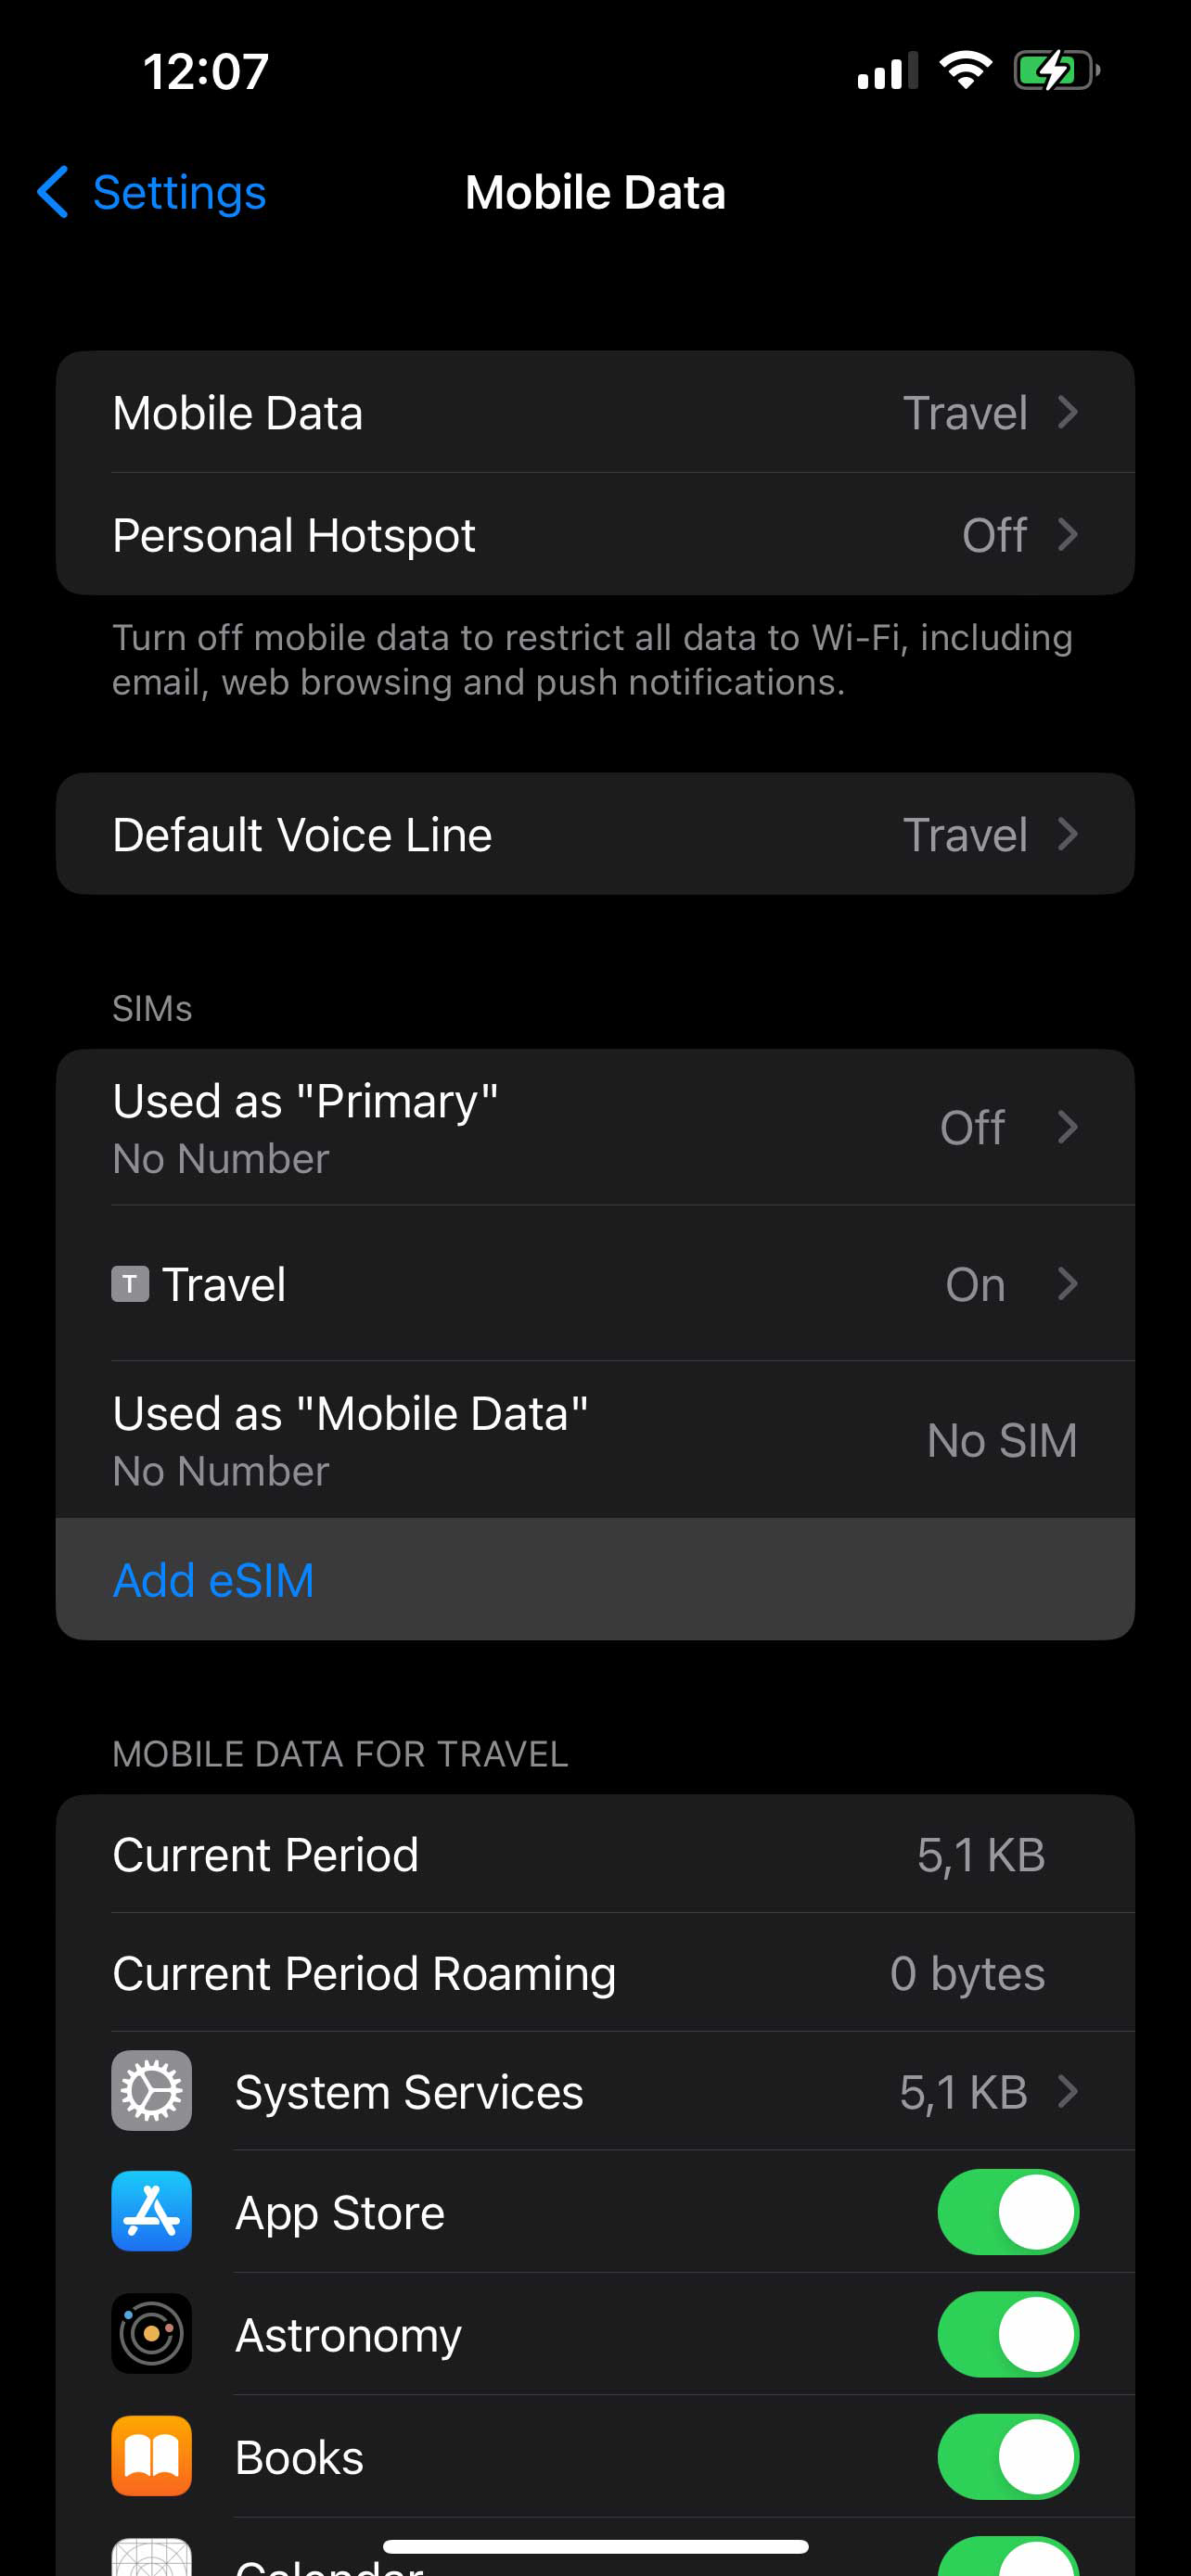 12:07
Settings
Mobile Data
Mobile Data Travel
Personal Hotspot Off
Turn off mobile data to restrict all data to Wi-Fi, including
email, web browsing and push notifications.
Default Voice Line Travel
SIMs
Used as "Primary"
No Number
Off
T Travel On
Used as "Mobile Data"
No Number
No SIM
Add eSIM
MOBILE DATA FOR TRAVEL
Current Period 5,1 KB
Current Period Roaming 0 bytes
System Services 5,1 KB
App Store
Astronomy
Books
Calendar